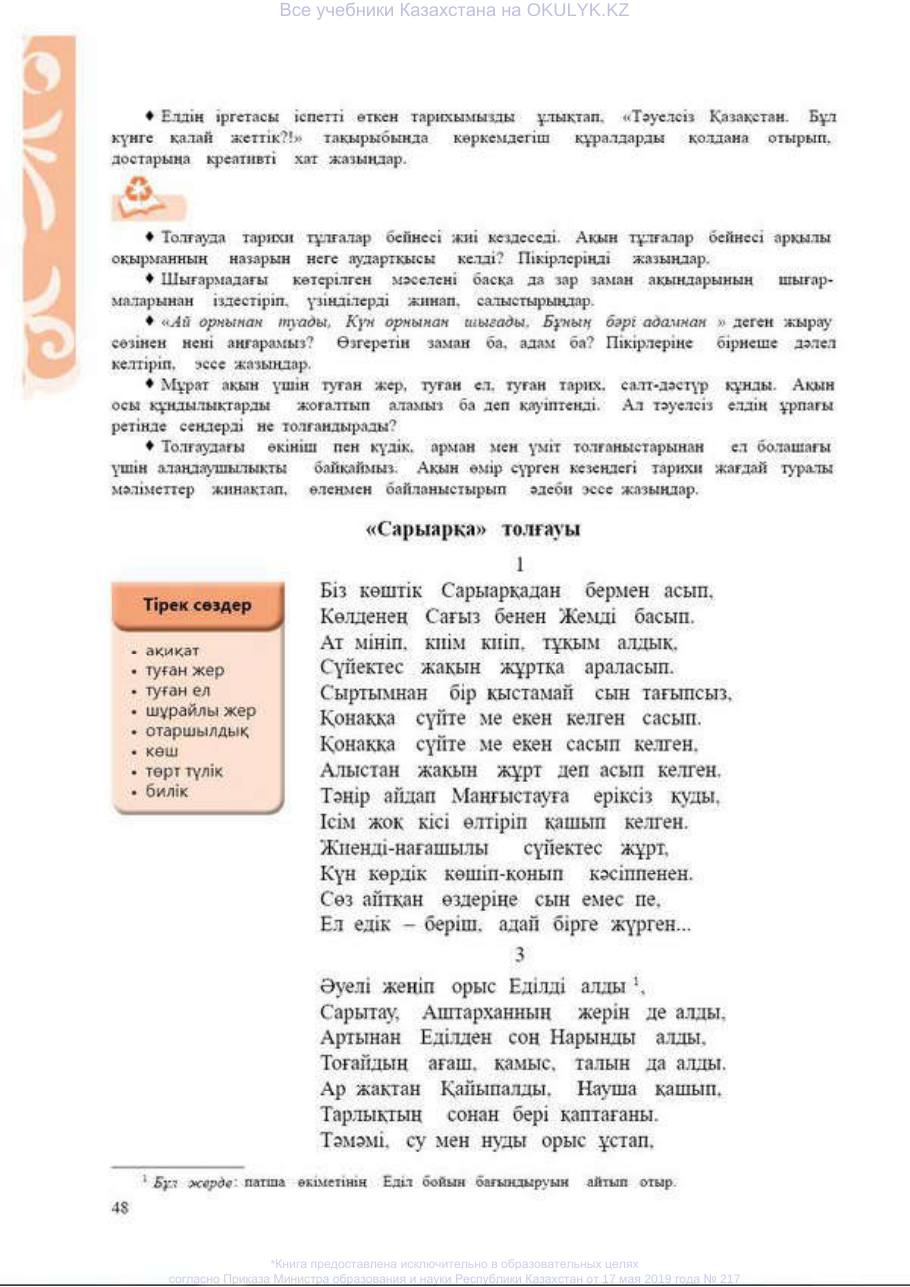 Все учебники Казахстана на OKULYK.KZ
♦ Елдің іргетасы іспетті өткен тарихымызды ұлықтап, «Тәуелсіз Қазақстан. Бұл
күнге қалай жеттік?!» тақырыбында көркемдегіш құралдарды қолдана отырып,
достарыңа креативті хат жазыңдар.
♦ Толғауда тарихи тұлғалар бейнесі жиі кездеседі. Ақын тұлғалар бейнесі арқылы
оқырманның назарын неге аудартқысы келді? Пікірлеріңді жазыңдар.
♦ Шығармадағы көтерілген мәселені басқа да зар заман ақындарының шығар-
маларынан іздестіріп, үзінділерді жинап, салыстырыңдар.
♦ «Ай орнынан туады, Күн орнынан шығады, Бұның бәрі адамнан » деген жырау
сөзінен нені аңғарамыз? Өзгеретін заман ба, адам ба? Пікірлеріңе бірнеше дәлел
келтіріп, эссе жазыңдар.
♦ Мұрат ақын үшін туған жер, туған ел, туған тарих, салт-дәстүр құнды. Ақын
осы құндылықтарды жоғалтып аламыз ба деп қауіптенді. Ал тәуелсіз елдің ұрпағы
ретінде сендерді не толғандырады?
♦ Толғаудағы өкініш пен күдік, арман мен үміт толғаныстарынан ел болашағы
үшін алаңдаушылықты байқаймыз. Ақын өмір сүрген кезеңдегі тарихи жағдай туралы
мәліметтер жинақтап, өлеңмен байланыстырып әдеби эссе жазыңдар.
«Сарыарқа» толғауы
1
Біз көштік Сарыарқадан бермен асып,
Көлденең Сағыз бенен Жемді басып.
Ат мініп, киім киіп, тұқым алдық,
Сүйектес жақын жұртқа араласып.
Сыртымнан бір қыстамай сын тағыпсыз,
Қонаққа сүйте ме екен келген сасып.
Қонаққа сүйте ме екен сасып келген,
Алыстан жақын жұрт деп асып келген.
Тәңір айдап Маңғыстауға еріксіз қуды,
Ісім жоқ кісі өлтіріп қашып келген.
Жиенді-нағашылы сүйектес жұрт,
Күн көрдік көшіп-қонып кәсіппенен.
Сөз айтқан өздеріңе сын емес пе,
Ел едік – беріш, адай бірге жүрген...
Тірек сөздер
• ақиқат
• туған жер
• туған ел
• шұрайлы жер
• отаршылдық
• көш
• төрт түлік
• билік
3
Әуелі жеңіп орыс Еділді алды ¹,
Сарытау, Аштарханның жерін де алды,
Артынан Еділден соң Нарынды алды,
Тоғайдың ағаш, қамыс, талын да алды.
Ар жақтан Қайыпалды, Науша қашып,
Тарлықтың сонан бері қаптағаны.
Тәмәмі, су мен нуды орыс ұстап,
¹ Бұл жерде: патша өкіметінің Еділ бойын бағындыруын айтып отыр.
48
*Книга предоставлена исключительно в образовательных целях
согласно Приказа Министра образования и науки Республики Казахстан от 17 мая 2019 года № 217